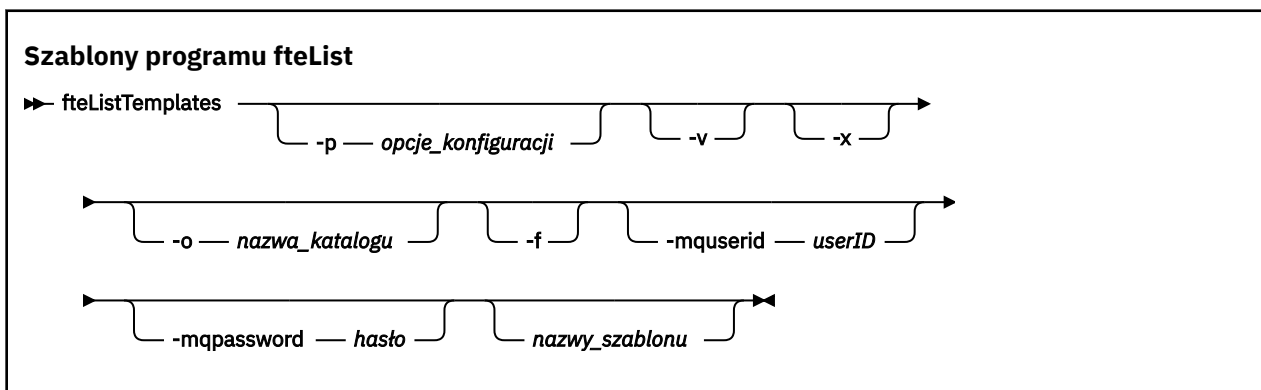 Szablony programu fteList
fteListTemplates
-p opcje_konfiguracji -v -x
-o nazwa_katalogu -f -mquserid userID
-mqpassword hasło nazwy_szablonu